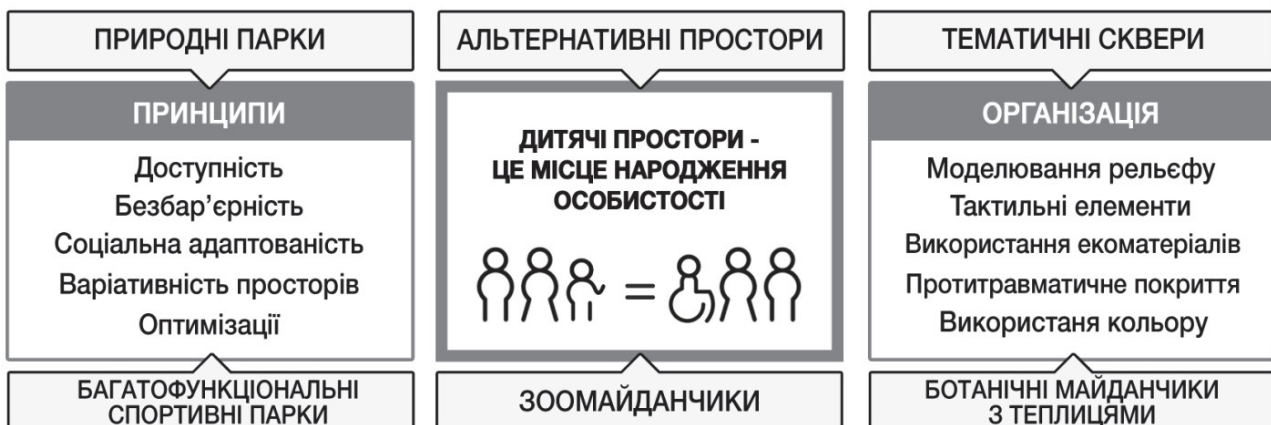 ПРИРОДНІ ПАРКИ
АЛЬТЕРНАТИВНІ ПРОСТОРИ
ТЕМАТИЧНІ СКВЕРИ
ПРИНЦИПИ
Доступність
Безбар’єрність
Соціальна адаптованість
Варіативність просторів
Оптимізації
ДИТЯЧІ ПРОСТОРИ -
ЦЕ МІСЦЕ НАРОДЖЕННЯ
ОСОБИСТОСТІ
=
ОРГАНІЗАЦІЯ
Моделювання рельєфу
Тактильні елементи
Використання екоматеріалів
Протитравматичне покриття
Використаня кольору
БАГАТОФУНКЦІОНАЛЬНІ
СПОРТИВНІ ПАРКИ
ЗООМАЙДАНЧИКИ
БОТАНІЧНІ МАЙДАНЧИКИ
З ТЕПЛИЦЯМИ